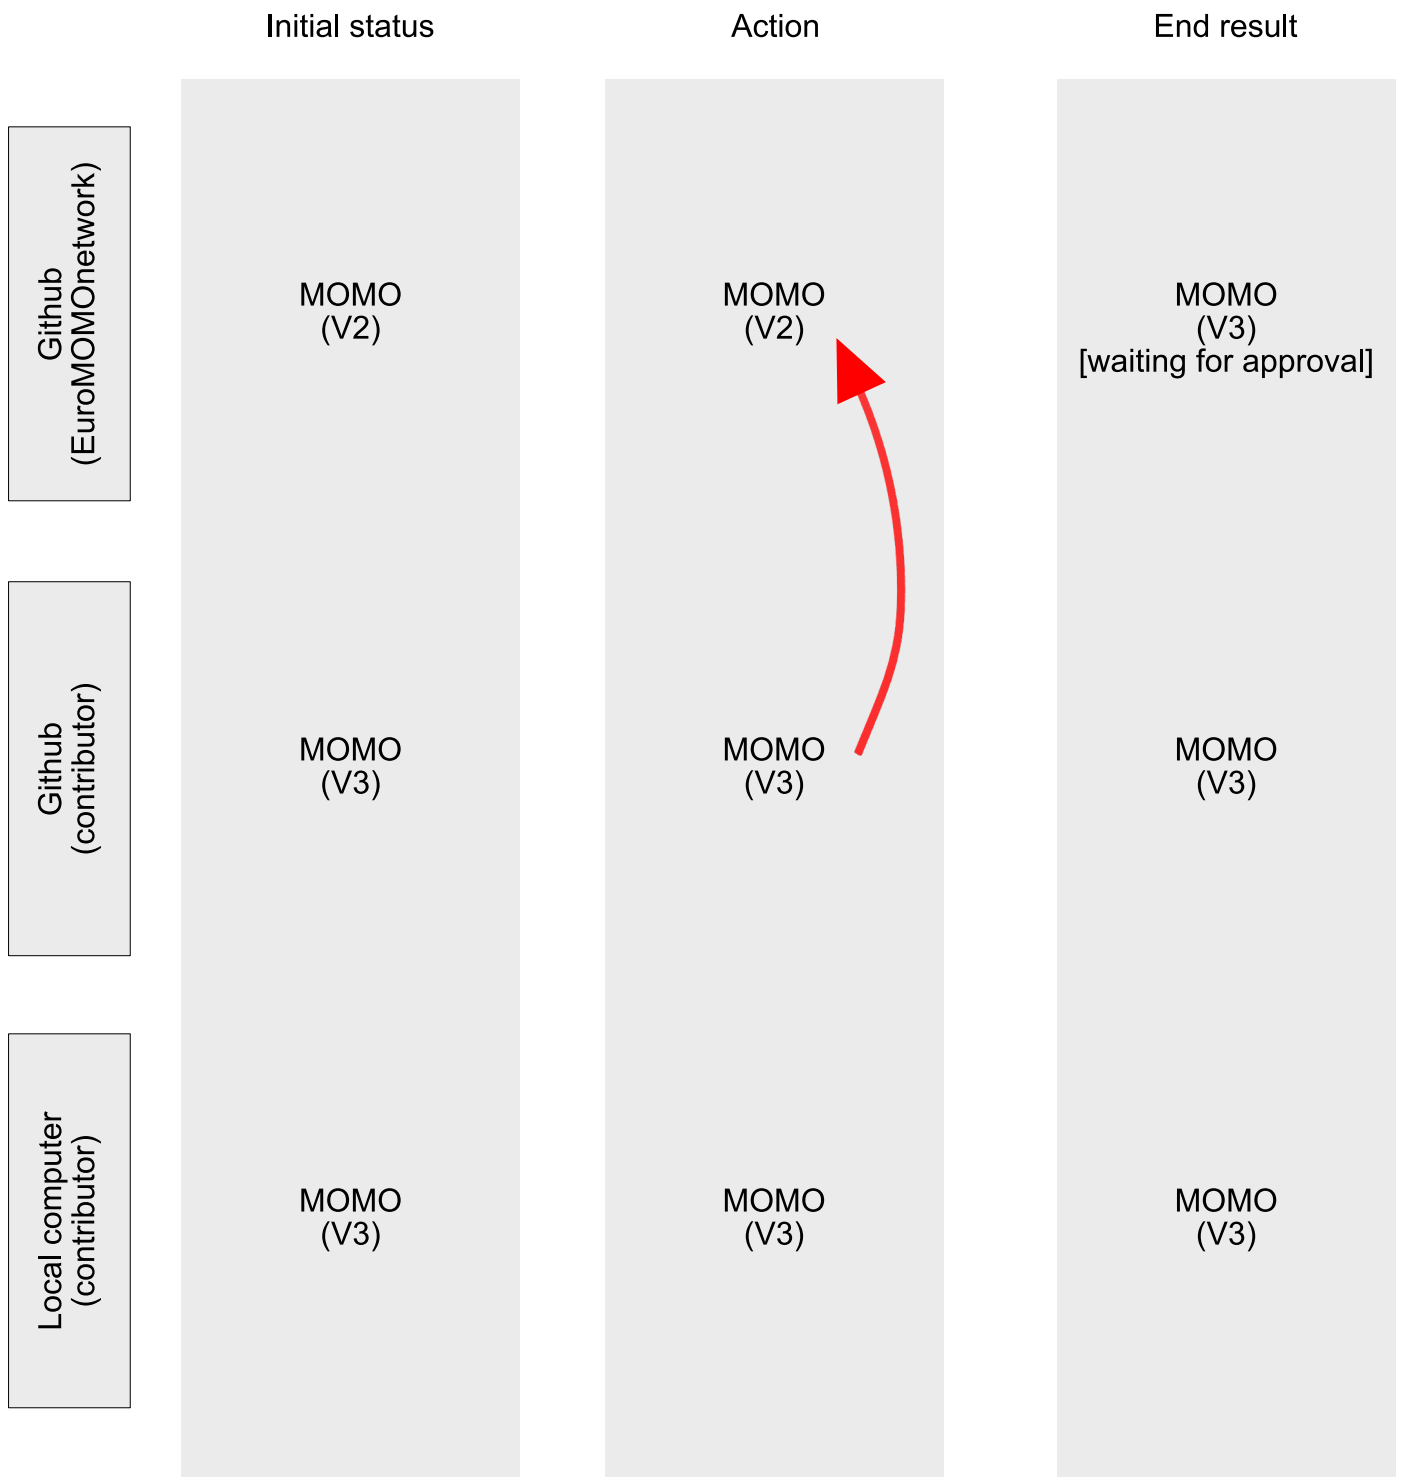 Initial status
Action
End result
Github
(EuroMOMOnetwork)
MOMO
(V2)
MOMO
(V2)
MOMO
(V3)
[waiting for approval]
Github
(contributor)
MOMO
(V3)
MOMO
(V3)
MOMO
(V3)
Local computer
(contributor)
MOMO
(V3)
MOMO
(V3)
MOMO
(V3)